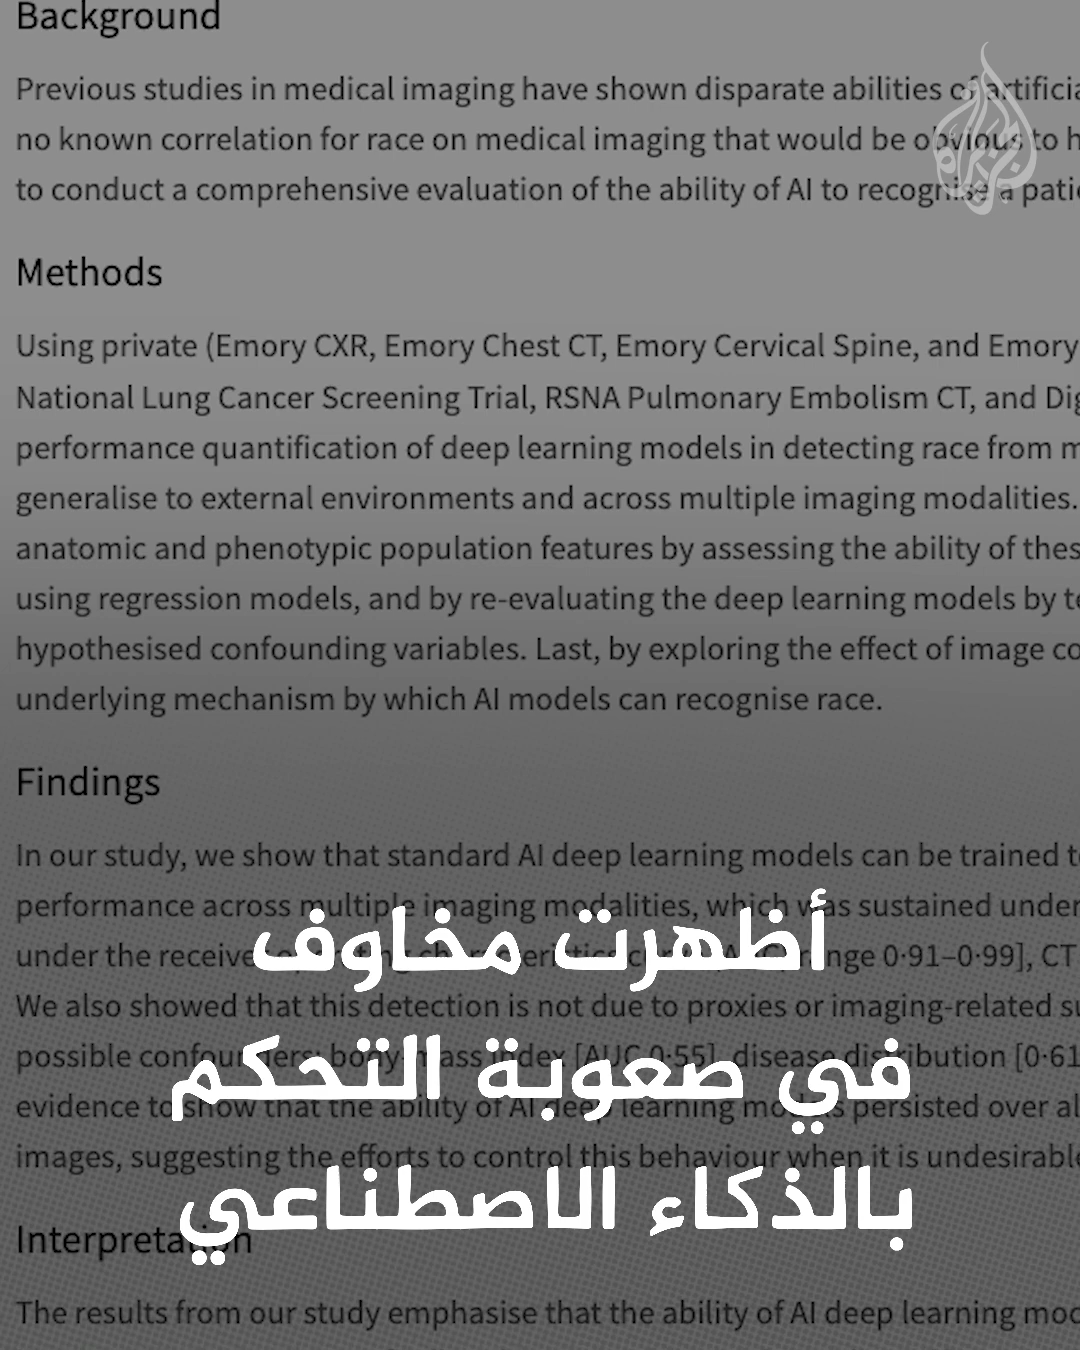 Background
Previous studies in medical imaging have shown disparate abilities of
no known correlation for race on medical imaging that would be obvious to
to conduct a comprehensive evaluation of the ability of AI to recognise a
Methods
Using private (Emory CXR, Emory Chest CT, Emory Cervical Spine, and Emory
National Lung Cancer Screening Trial, RSNA Pulmonary Embolism CT, and
performance quantification of deep learning models in detecting race from
generalise to external environments and across multiple imaging modalities.
anatomic and phenotypic population features by assessing the ability of
using regression models, and by re-evaluating the deep learning models by
hypothesised confounding variables. Last, by exploring the effect of image
underlying mechanism by which AI models can recognise race.
Findings
In our study, we show that standard AI deep learning models can be trained
performance across multiple imaging modalities, which was sustained under
under the 0·91–0·99], CT
We also showed that this detection is not due to proxies or imaging-related
possible confounders: body-mass index [AUC 0·55], disease distribution [0·61
evidence to show that the ability of AI deep learning models persisted over
images, suggesting the efforts to control this behaviour when it is
Interpretation
The results from our study emphasise that the ability of AI deep learning
أظهرت مخاوف
في صعوبة التحكم
بالذكاء الاصطناعي